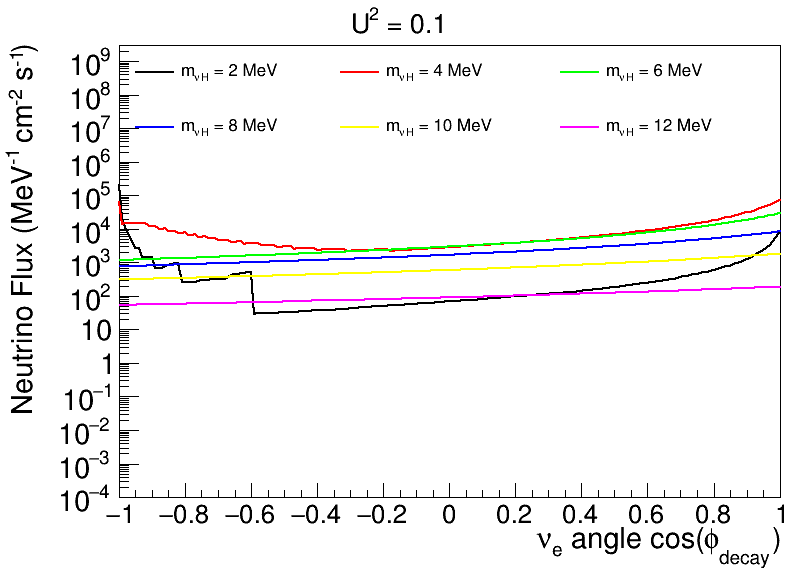 U² = 0.1
Neutrino Flux (MeV⁻¹ cm⁻² s⁻¹)
10⁹
10⁸
10⁷
10⁶
10⁵
10⁴
10³
10²
10
1
10⁻¹
10⁻²
10⁻³
10⁻⁴
m_νH = 2 MeV m_νH = 4 MeV m_νH = 6 MeV
m_νH = 8 MeV m_νH = 10 MeV m_νH = 12 MeV
−1 −0.8 −0.6 −0.4 −0.2 0 0.2 0.4 0.6 0.8 1
ν_e angle cos(ϕ_decay)